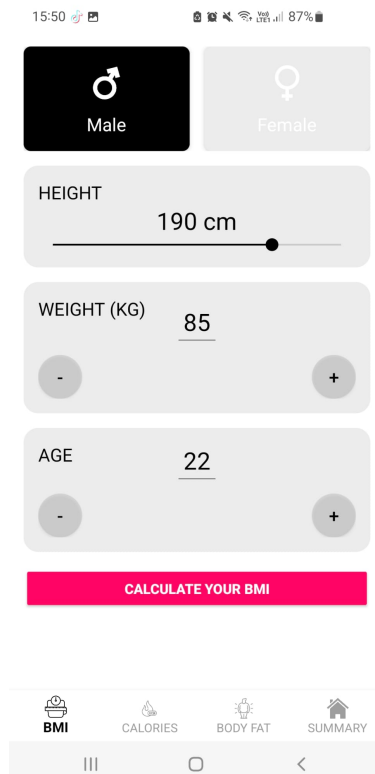 15:50 87%
Male Female
HEIGHT
190 cm
WEIGHT (KG)
85
- +
AGE
22
- +
CALCULATE YOUR BMI
BMI CALORIES BODY FAT SUMMARY